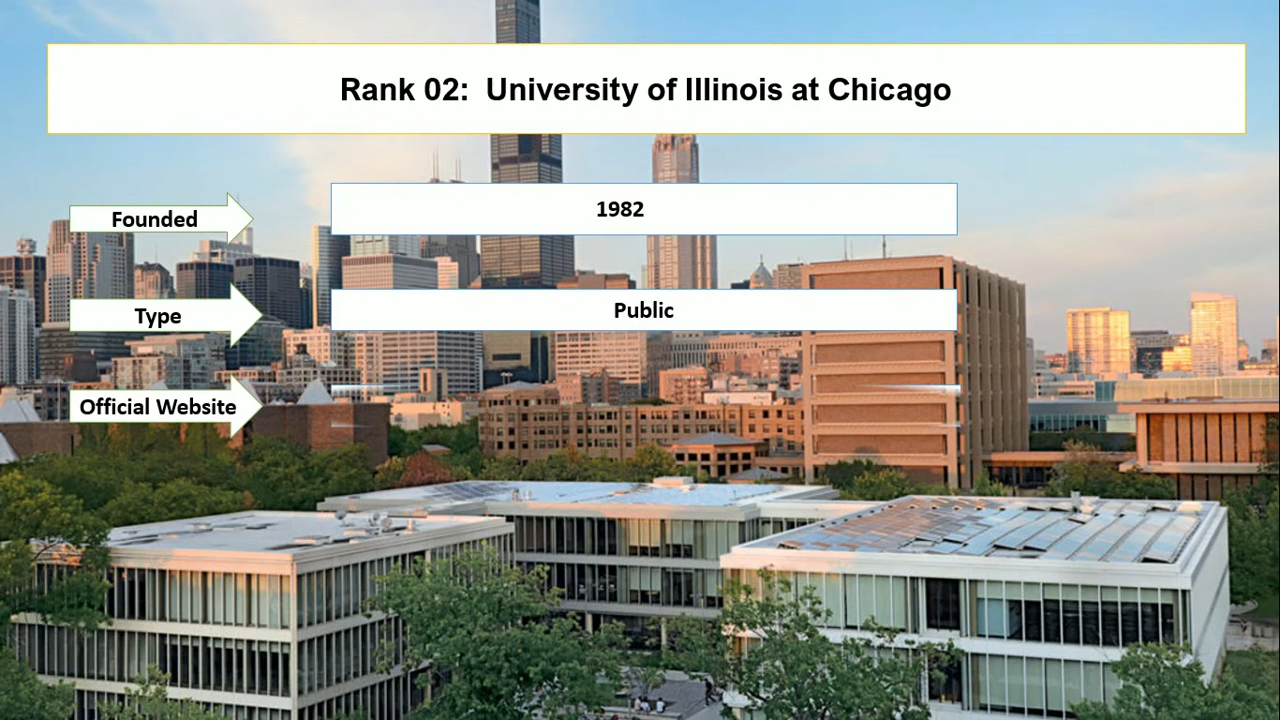 Rank 02:  University of Illinois at Chicago
Founded
1982
Type
Public
Official Website